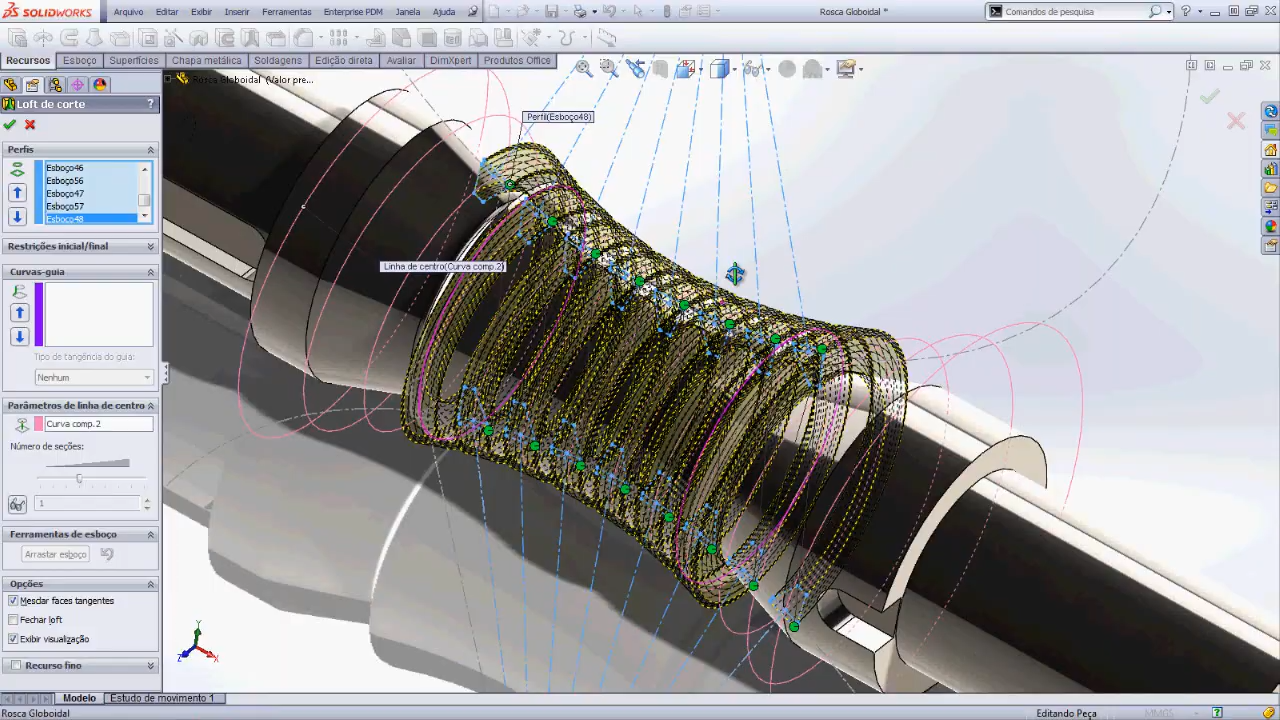 SOLIDWORKS
Arquivo Editar Exibir Inserir Ferramentas Enterprise PDM Janela Ajuda
Rosca Globoidal *
Comandos de pesquisa
Recursos Esboço Superfícies Chapa metálica Soldagens Edição direta Avaliar DimXpert Produtos Office
Rosca Globoidal (Valor pre...
Loft de corte ?
Perfis
Esboço46
Esboço56
Esboço47
Esboço57
Esboço48
Restrições inicial/final
Curvas-guia
Tipo de tangência do guia:
Nenhum
Parâmetros de linha de centro
Curva comp.2
Número de seções:
1
Ferramentas de esboço
Arrastar esboço
Opções
Mesclar faces tangentes
Fechar loft
Exibir visualização
Recurso fino
Perfil(Esboço48)
Linha de centro(Curva comp.2)
Y
Z X
Modelo Estudo de movimento 1
Rosca Globoidal
Editando Peça MMGS